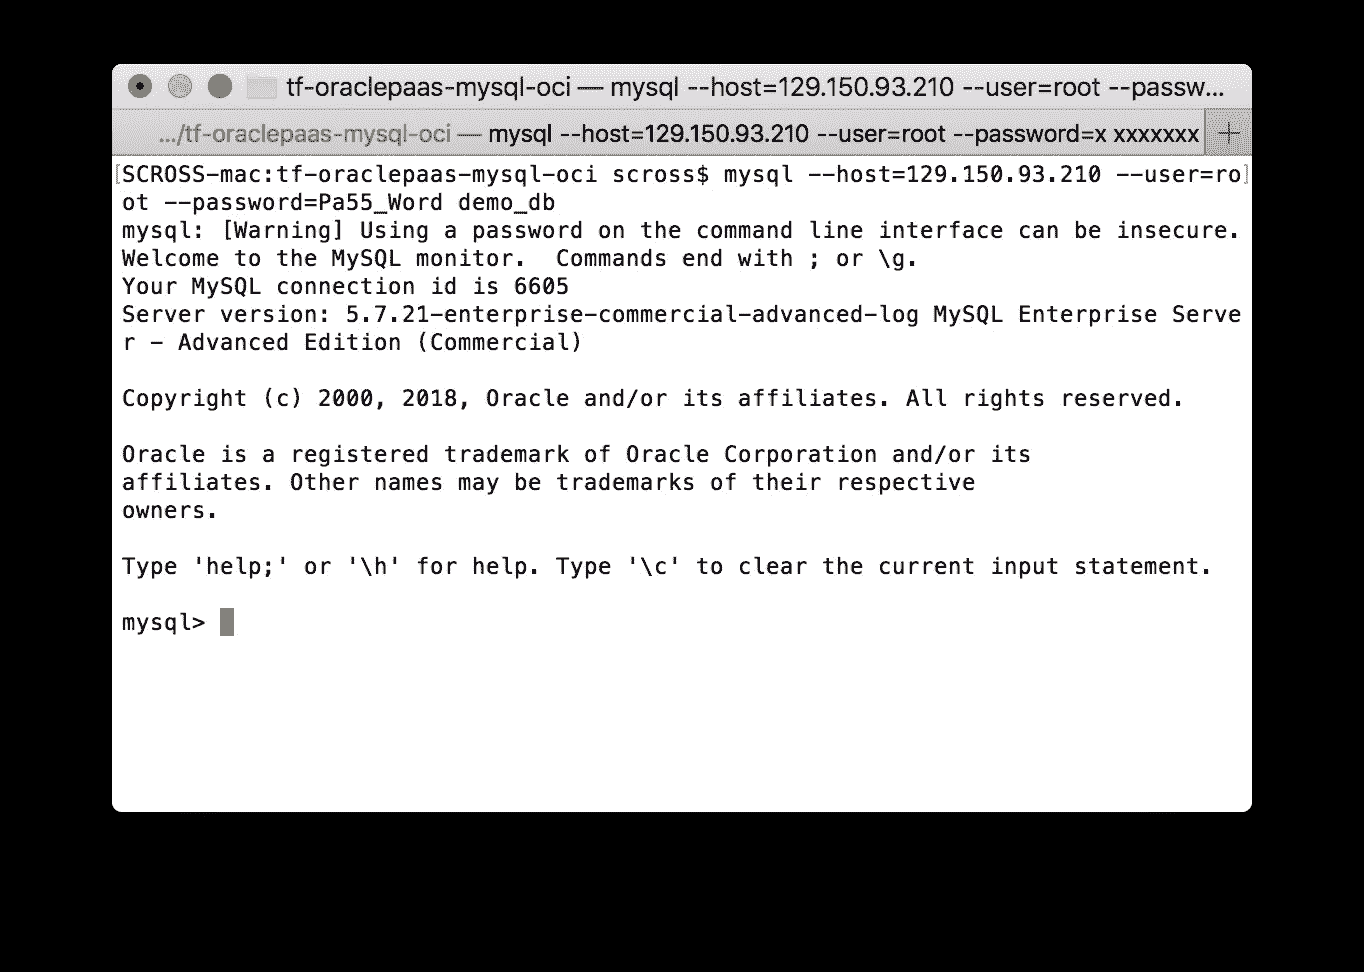 tf-oraclepaas-mysql-oci — mysql --host=129.150.93.210 --user=root --passw...
.../tf-oraclepaas-mysql-oci — mysql --host=129.150.93.210 --user=root --password=x xxxxxxx +
[SCROSS-mac:tf-oraclepaas-mysql-oci scross$ mysql --host=129.150.93.210 --user=ro]
ot --password=Pa55_Word demo_db
mysql: [Warning] Using a password on the command line interface can be insecure.
Welcome to the MySQL monitor.  Commands end with ; or \g.
Your MySQL connection id is 6605
Server version: 5.7.21-enterprise-commercial-advanced-log MySQL Enterprise Serve
r - Advanced Edition (Commercial)
Copyright (c) 2000, 2018, Oracle and/or its affiliates. All rights reserved.
Oracle is a registered trademark of Oracle Corporation and/or its
affiliates. Other names may be trademarks of their respective
owners.
Type 'help;' or '\h' for help. Type '\c' to clear the current input statement.
mysql>